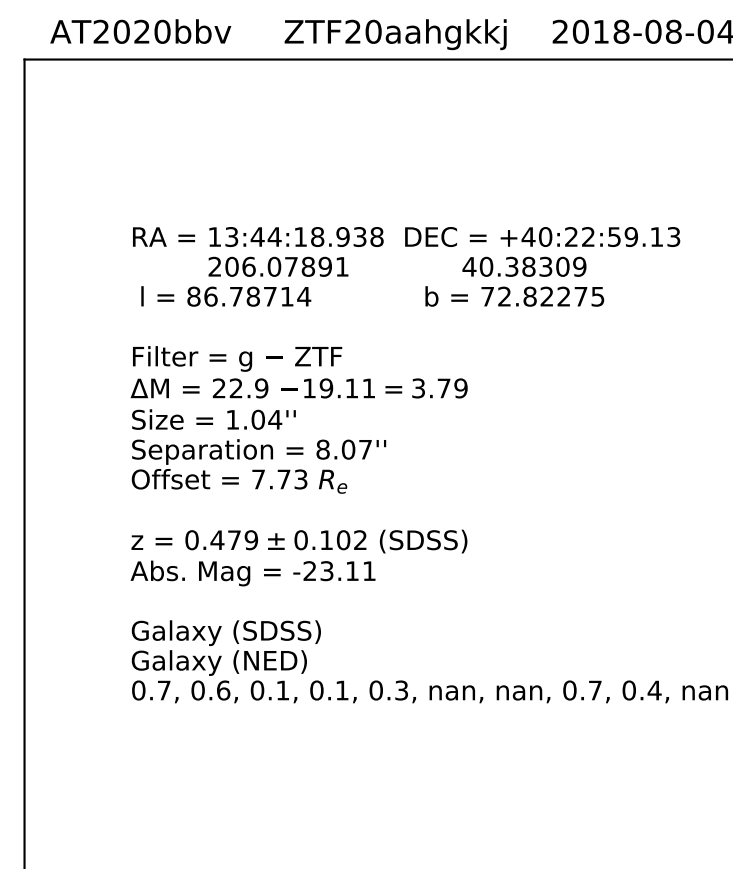 AT2020bbv ZTF20aahgkkj 2018-08-04
RA = 13:44:18.938 DEC = +40:22:59.13
206.07891 40.38309
l = 86.78714 b = 72.82275
Filter = g − ZTF
ΔM = 22.9 −19.11 = 3.79
Size = 1.04''
Separation = 8.07''
Offset = 7.73 Rₑ
z = 0.479 ± 0.102 (SDSS)
Abs. Mag = -23.11
Galaxy (SDSS)
Galaxy (NED)
0.7, 0.6, 0.1, 0.1, 0.3, nan, nan, 0.7, 0.4, nan